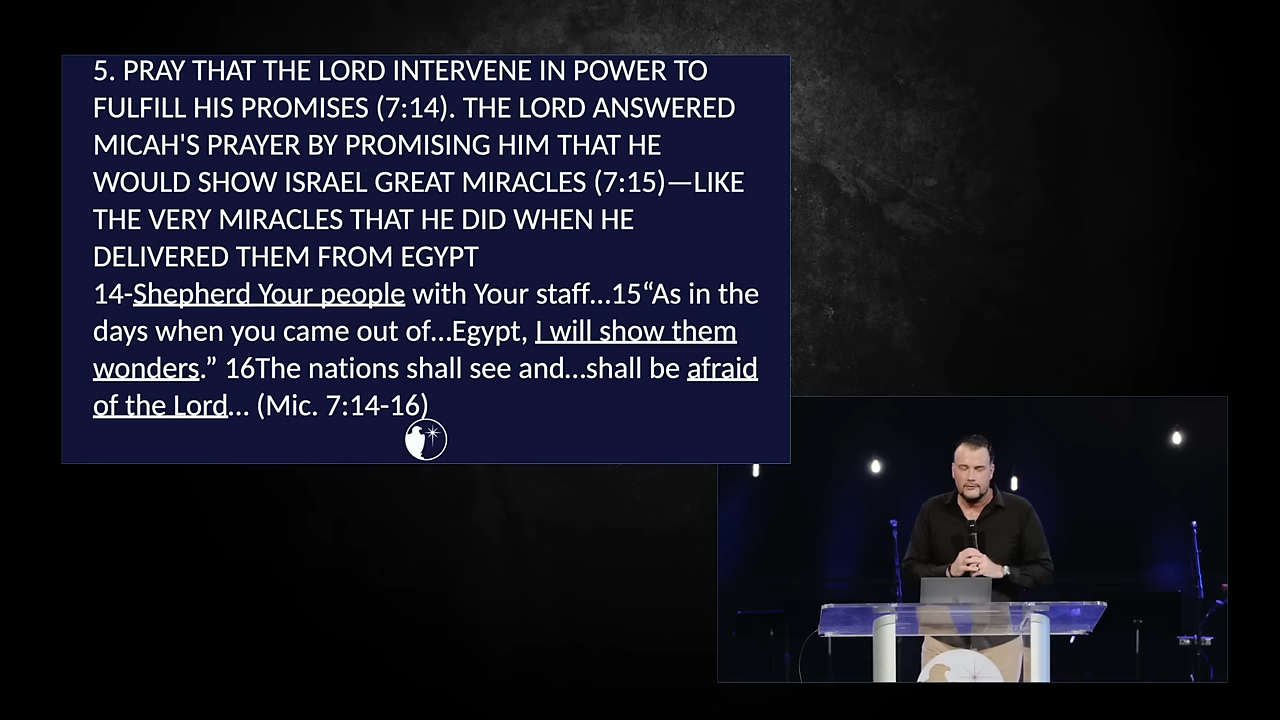 5. PRAY THAT THE LORD INTERVENE IN POWER TO
FULFILL HIS PROMISES (7:14). THE LORD ANSWERED
MICAH'S PRAYER BY PROMISING HIM THAT HE
WOULD SHOW ISRAEL GREAT MIRACLES (7:15)—LIKE
THE VERY MIRACLES THAT HE DID WHEN HE
DELIVERED THEM FROM EGYPT
14-Shepherd Your people with Your staff…15“As in the
days when you came out of…Egypt, I will show them
wonders.” 16The nations shall see and…shall be afraid
of the Lord… (Mic. 7:14-16)